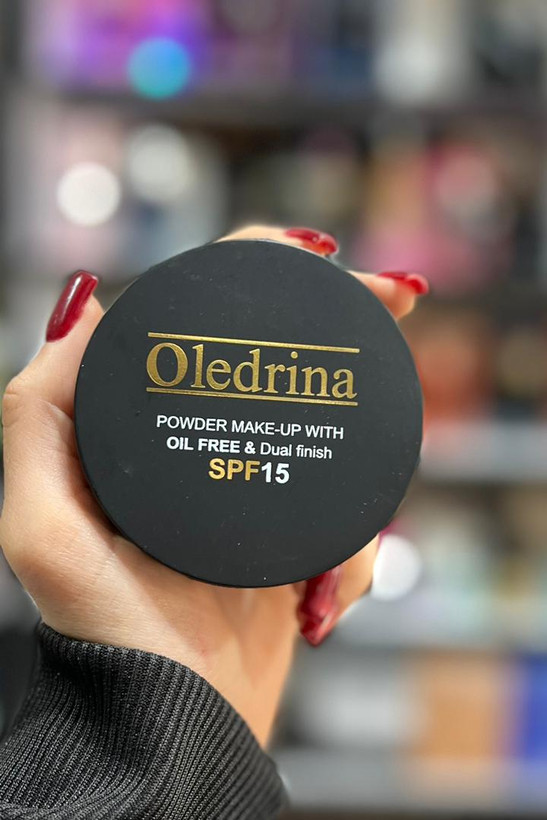 Oledrina
POWDER MAKE-UP WITH
OIL FREE & Dual finish
SPF15